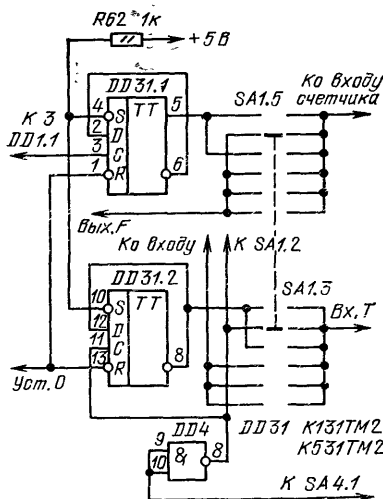 R62 1к
+5 В
DD31.1
К 3
DD1.1
4
2
3
1
S
D
C
R
TT
5
6
SA1.5
Ко входу
счетчика
Вых. F
Ко входу
К SA1.2
DD31.2
10
12
11
13
S
D
C
R
TT
8
SA1.3
Вх. Т
Уст. 0
DD4
9
10
&
8
DD31 К131ТМ2
К531ТМ2
К SA4.1